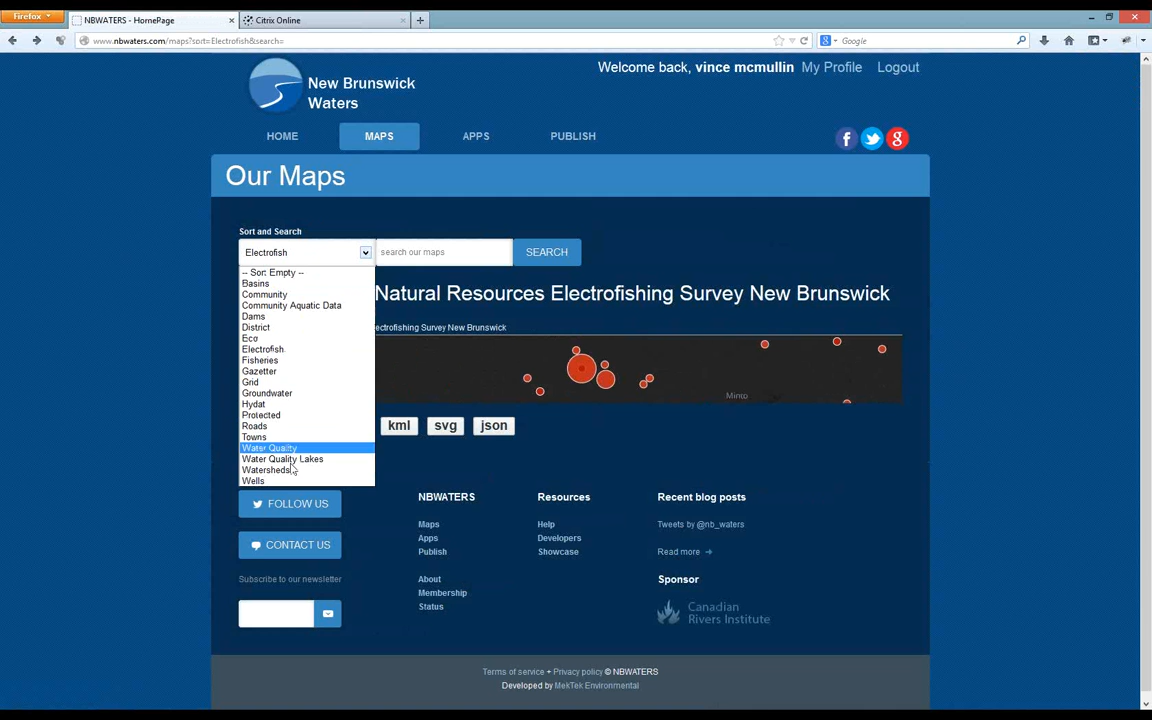 Firefox
NBWATERS - HomePage
Citrix Online
www.nbwaters.com/maps?sort=Electrofish&search=
Google
Welcome back, vince mcmullin
My Profile
Logout
New Brunswick
Waters
HOME
MAPS
APPS
PUBLISH
Our Maps
Sort and Search
Electrofish
search our maps
SEARCH
-- Sort Empty --
Basins
Community
Community Aquatic Data
Dams
District
Eco
Electrofish
Fisheries
Gazetter
Grid
Groundwater
Hydat
Protected
Roads
Towns
Water Quality
Water Quality Lakes
Watersheds
Wells
Natural Resources Electrofishing Survey New Brunswick
ectrofishing Survey New Brunswick
Minto
kml
svg
json
FOLLOW US
CONTACT US
Subscribe to our newsletter
NBWATERS
Maps
Apps
Publish
About
Membership
Status
Resources
Help
Developers
Showcase
Recent blog posts
Tweets by @nb_waters
Read more →
Sponsor
Canadian
Rivers Institute
Terms of service + Privacy policy © NBWATERS
Developed by MekTek Environmental